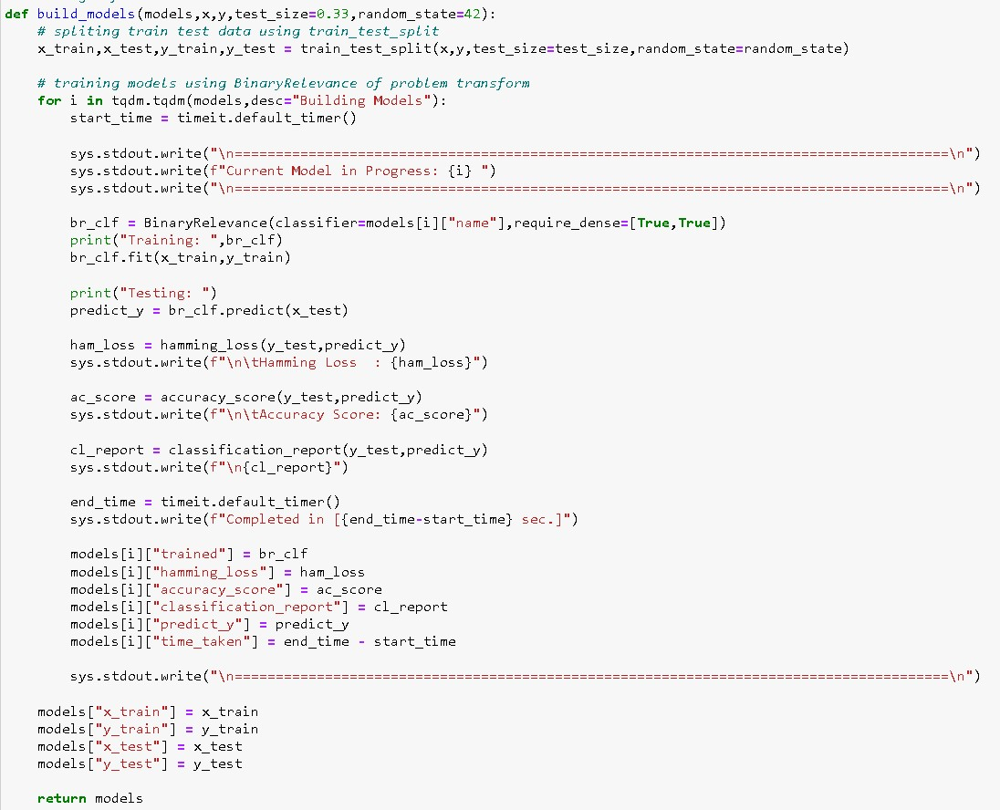 def build_models(models,x,y,test_size=0.33,random_state=42):
    # spliting train test data using train_test_split
    x_train,x_test,y_train,y_test = train_test_split(x,y,test_size=test_size,random_state=random_state)

    # training models using BinaryRelevance of problem transform
    for i in tqdm.tqdm(models,desc="Building Models"):
        start_time = timeit.default_timer()

        sys.stdout.write("\n=======================================================================================\n")
        sys.stdout.write(f"Current Model in Progress: {i} ")
        sys.stdout.write("\n=======================================================================================\n")

        br_clf = BinaryRelevance(classifier=models[i]["name"],require_dense=[True,True])
        print("Training: ",br_clf)
        br_clf.fit(x_train,y_train)

        print("Testing: ")
        predict_y = br_clf.predict(x_test)

        ham_loss = hamming_loss(y_test,predict_y)
        sys.stdout.write(f"\n\tHamming Loss  : {ham_loss}")

        ac_score = accuracy_score(y_test,predict_y)
        sys.stdout.write(f"\n\tAccuracy Score: {ac_score}")

        cl_report = classification_report(y_test,predict_y)
        sys.stdout.write(f"\n{cl_report}")

        end_time = timeit.default_timer()
        sys.stdout.write(f"Completed in [{end_time-start_time} sec.]")

        models[i]["trained"] = br_clf
        models[i]["hamming_loss"] = ham_loss
        models[i]["accuracy_score"] = ac_score
        models[i]["classification_report"] = cl_report
        models[i]["predict_y"] = predict_y
        models[i]["time_taken"] = end_time - start_time

        sys.stdout.write("\n=======================================================================================\n")

    models["x_train"] = x_train
    models["y_train"] = y_train
    models["x_test"] = x_test
    models["y_test"] = y_test

    return models